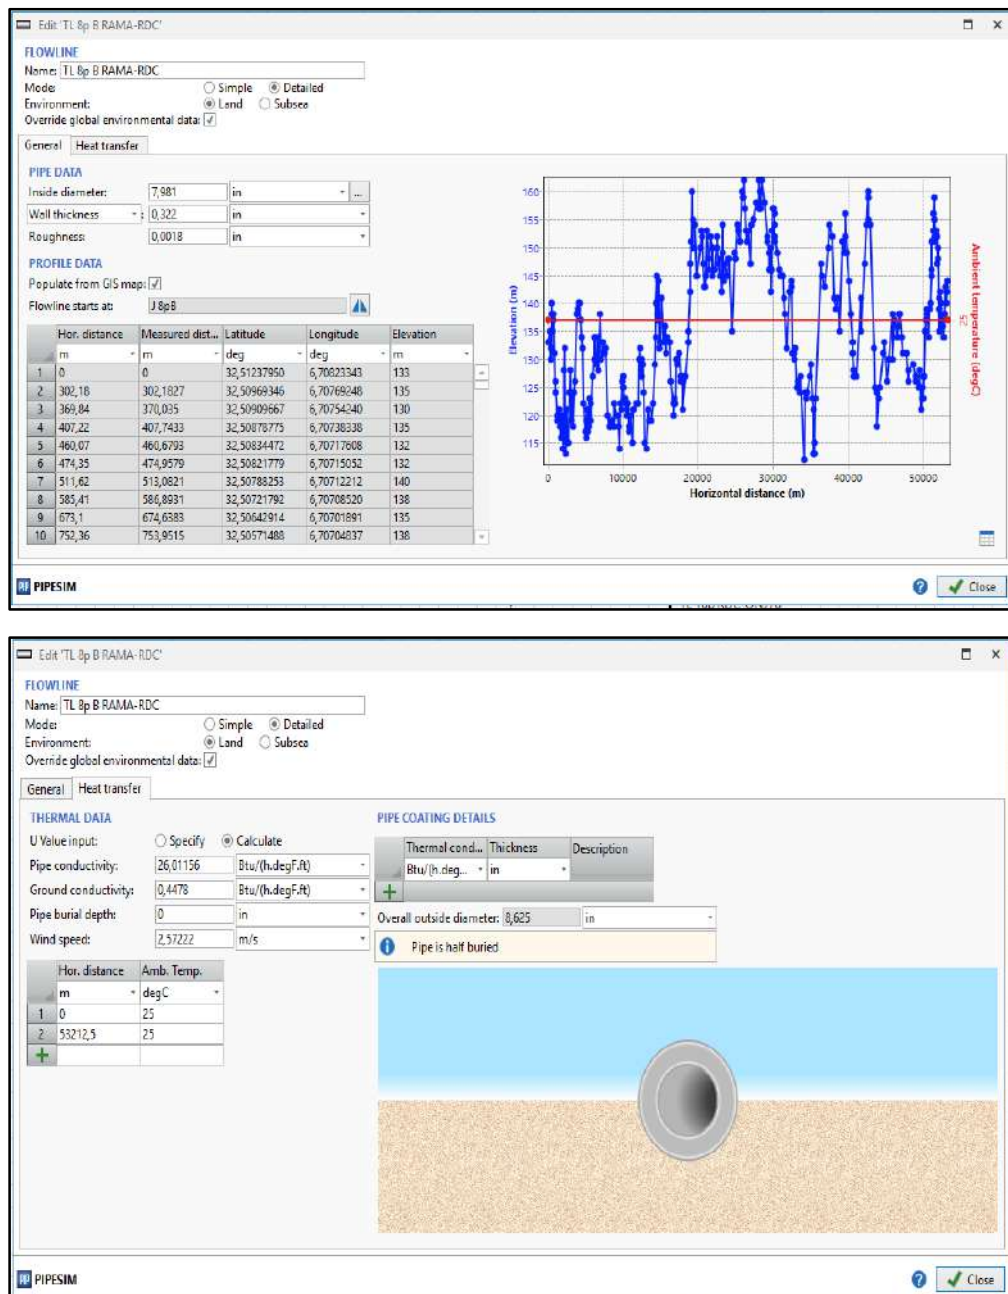 Edit 'TL 8p B RAMA-RDC'
FLOWLINE
Name: TL 8p B RAMA-RDC
Mode: Simple Detailed
Environment: Land Subsea
Override global environmental data:
General Heat transfer
PIPE DATA
Inside diameter: 7,981 in ...
Wall thickness : 0,322 in
Roughness: 0,0018 in
PROFILE DATA
Populate from GIS map:
Flowline starts at: J 8pB
Hor. distance Measured dist... Latitude Longitude Elevation
m m deg deg m
1 0 0 32,51237950 6,70823343 133
2 302,18 302,1827 32,50969346 6,70769248 135
3 369,84 370,035 32,50909667 6,70754240 130
4 407,22 407,7433 32,50878775 6,70738338 135
5 460,07 460,6793 32,50834472 6,70717608 132
6 474,35 474,9579 32,50821779 6,70715052 132
7 511,62 513,0821 32,50788253 6,70712212 140
8 585,41 586,8931 32,50721792 6,70708520 138
9 673,1 674,6383 32,50642914 6,70701891 135
10 752,36 753,9515 32,50571488 6,70704837 138
Elevation (m)
160
155
150
145
140
135
130
125
120
115
0 10000 20000 30000 40000 50000
Horizontal distance (m)
25
Ambient temperature (degC)
PIPESIM
? Close
Edit 'TL 8p B RAMA-RDC'
FLOWLINE
Name: TL 8p B RAMA-RDC
Mode: Simple Detailed
Environment: Land Subsea
Override global environmental data:
General Heat transfer
THERMAL DATA
U Value input: Specify Calculate
Pipe conductivity: 26,01156 Btu/(h.degF.ft)
Ground conductivity: 0,4478 Btu/(h.degF.ft)
Pipe burial depth: 0 in
Wind speed: 2,57222 m/s
Hor. distance Amb. Temp.
m degC
1 0 25
2 53212,5 25
PIPE COATING DETAILS
Thermal cond... Thickness Description
Btu/(h.deg... in
Overall outside diameter: 8,625 in
Pipe is half buried
PIPESIM
? Close